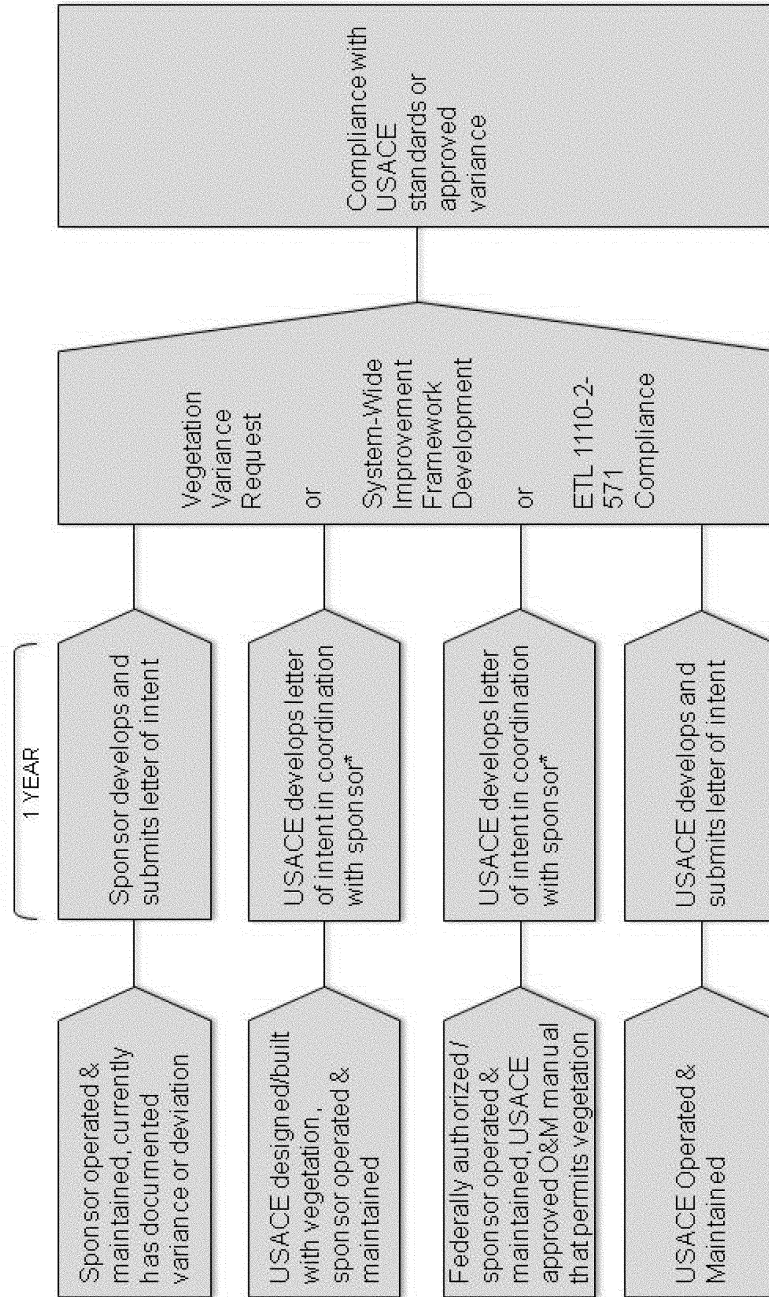 1 YEAR
Sponsor operated &
maintained, currently
has documented
variance or deviation
Sponsor develops and
submits letter of intent
USACE designed/built
with vegetation,
sponsor operated &
maintained
USACE develops letter
of intent in coordination
with sponsor*
Federally authorized /
sponsor operated &
maintained, USACE
approved O&M manual
that permits vegetation
USACE develops letter
of intent in coordination
with sponsor*
USACE Operated &
Maintained
USACE develops and
submits letter of intent
Vegetation
Variance
Request
or
System-Wide
Improvement
Framework
Development
or
ETL 1110-2-
571
Compliance
Compliance with
USACE
standards or
approved
variance